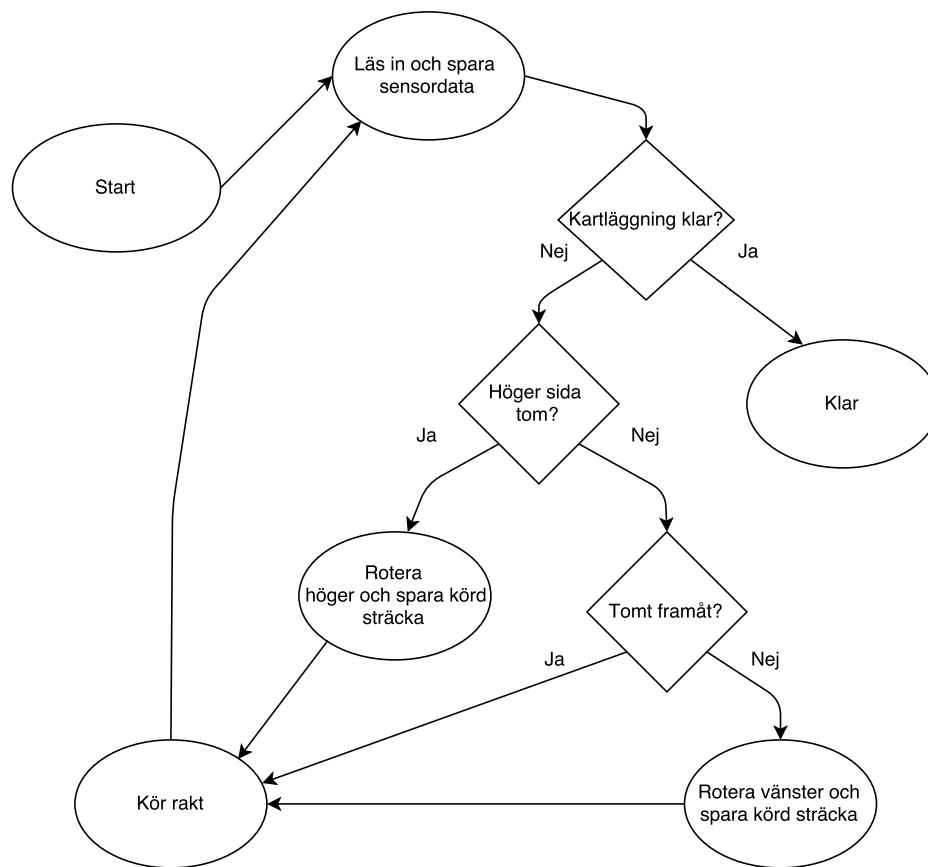 Läs in och spara
sensordata
Start
Kartläggning klar?
Nej
Ja
Höger sida
tom?
Klar
Ja
Nej
Rotera
höger och spara körd
sträcka
Tomt framåt?
Ja
Nej
Kör rakt
Rotera vänster och
spara körd sträcka